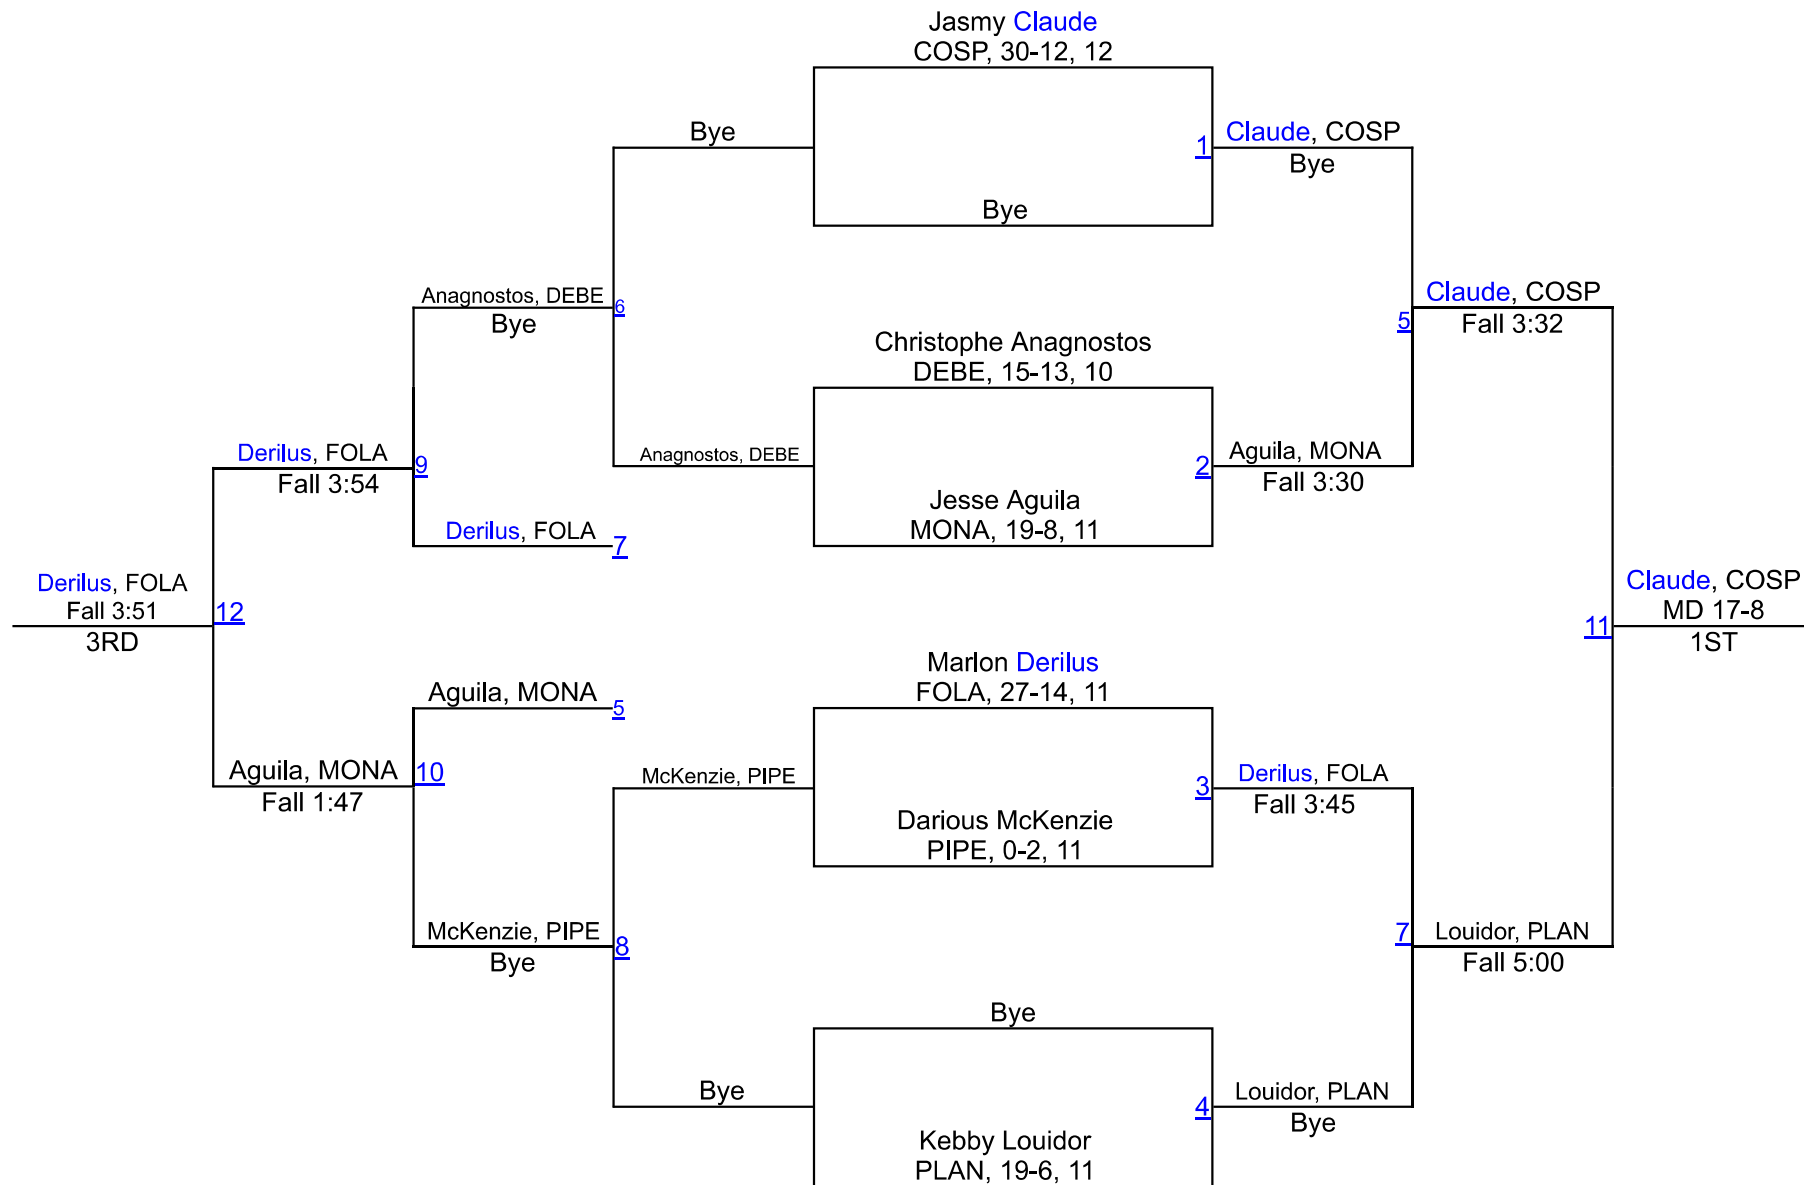 Jasmy Claude
COSP, 30-12, 12
Bye
1
Claude, COSP
Bye
Bye
Anagnostos, DEBE
Bye
6
Claude, COSP
Fall 3:32
5
Christophe Anagnostos
DEBE, 15-13, 10
Derilus, FOLA
Fall 3:54
9
Anagnostos, DEBE
2
Aguila, MONA
Fall 3:30
Jesse Aguila
MONA, 19-8, 11
Derilus, FOLA
7
Derilus, FOLA
Fall 3:51
3RD
12
Claude, COSP
MD 17-8
1ST
11
Marlon Derilus
FOLA, 27-14, 11
Aguila, MONA
5
Aguila, MONA
Fall 1:47
10
McKenzie, PIPE
3
Derilus, FOLA
Fall 3:45
Darious McKenzie
PIPE, 0-2, 11
McKenzie, PIPE
Bye
8
7
Louidor, PLAN
Fall 5:00
Bye
Bye
4
Louidor, PLAN
Bye
Kebby Louidor
PLAN, 19-6, 11